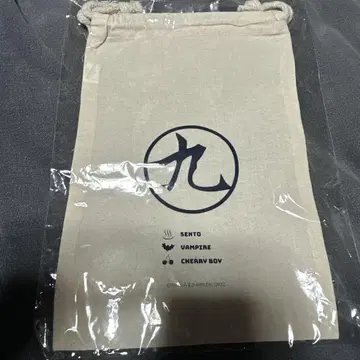 九
SENTO
VAMPIRE
CHERRY BOY